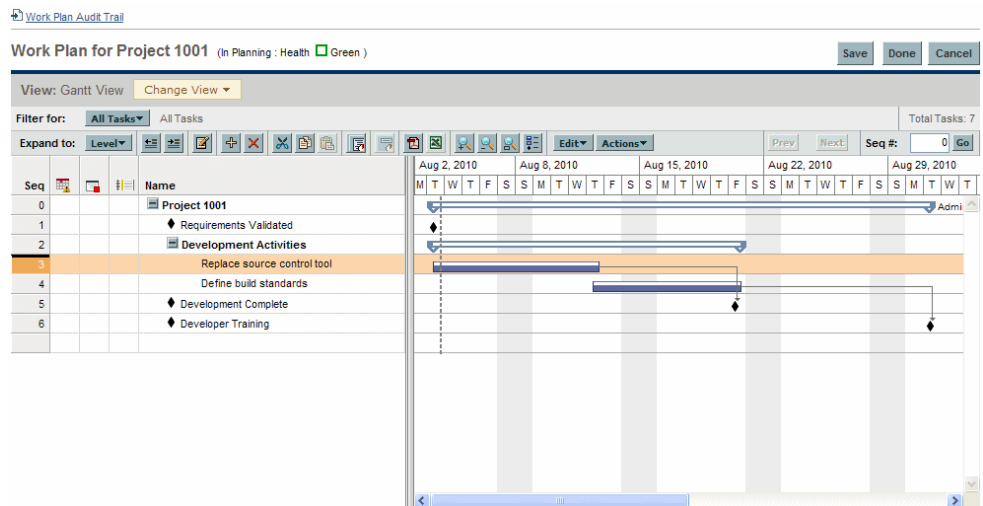 Work Plan Audit Trail
Work Plan for Project 1001 (In Planning : Health Green ) Save Done Cancel
View: Gantt View Change View
Filter for: All Tasks All Tasks Total Tasks: 7
Expand to: Level Edit Actions Prev Next Seq #: 0 Go
Aug 2, 2010 Aug 8, 2010 Aug 15, 2010 Aug 22, 2010 Aug 29, 2010
Seq Name M T W T F S S M T W T F S S M T W T F S S M T W T F S S M T W T
0 Project 1001 Admi
1 Requirements Validated
2 Development Activities
3 Replace source control tool
4 Define build standards
5 Development Complete
6 Developer Training